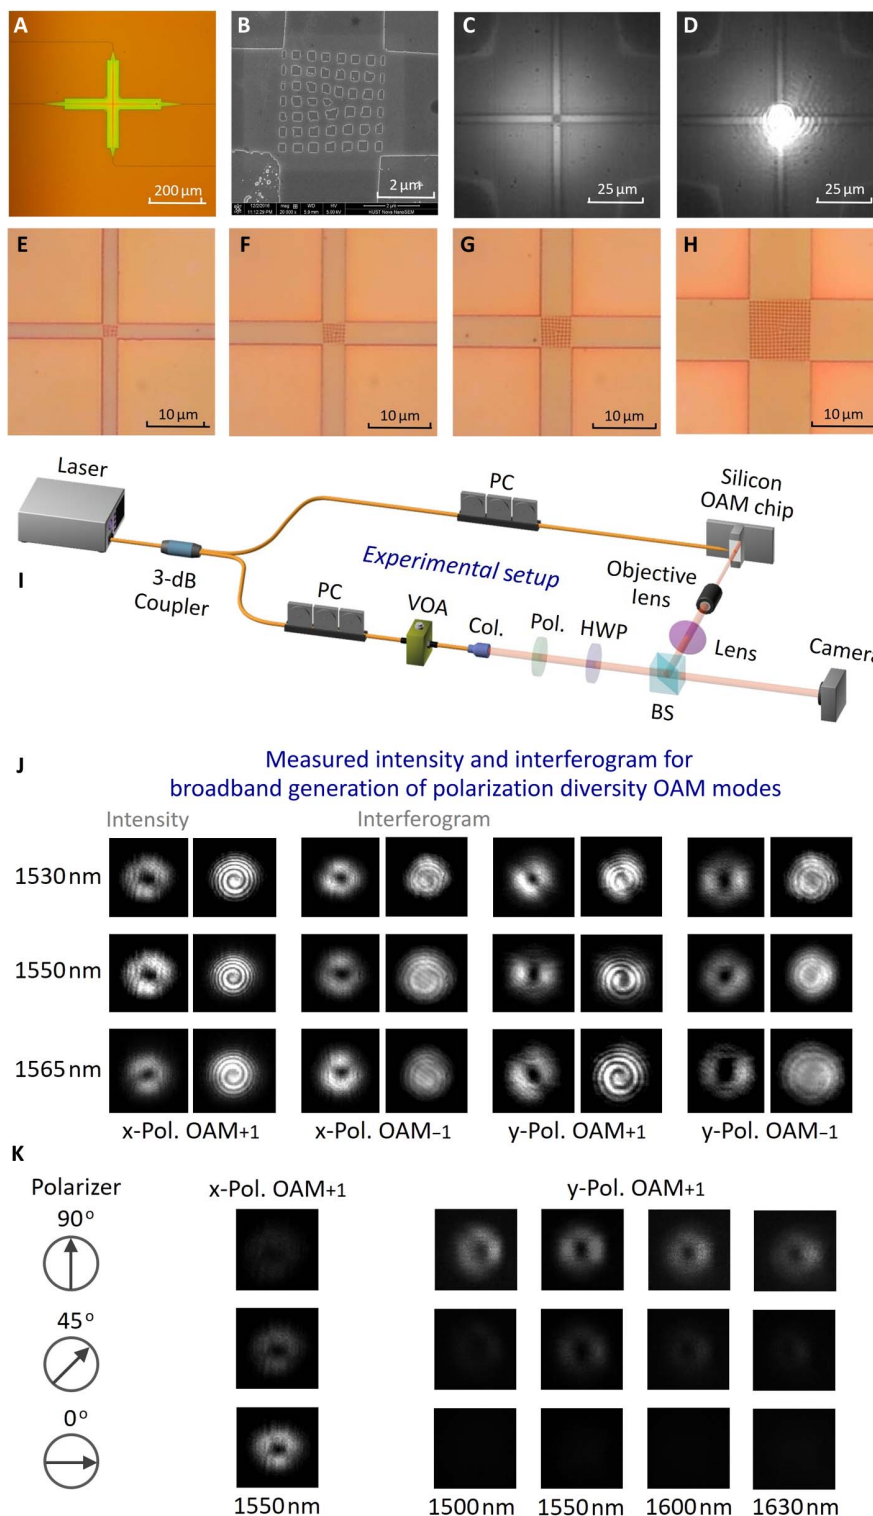 A
B
C
D
200 µm
2 µm
25 µm
25 µm
HUST Nova NanoSEM
E
F
G
H
10 µm
10 µm
10 µm
10 µm
Laser
PC
Silicon
OAM chip
I
3-dB
Coupler
Experimental setup
Objective
lens
PC
VOA
Col.
Pol.
HWP
Lens
Camera
BS
J
Measured intensity and interferogram for
broadband generation of polarization diversity OAM modes
Intensity
Interferogram
1530 nm
1550 nm
1565 nm
x-Pol. OAM+1
x-Pol. OAM−1
y-Pol. OAM+1
y-Pol. OAM−1
K
Polarizer
x-Pol. OAM+1
y-Pol. OAM+1
90°
45°
0°
1550 nm
1500 nm
1550 nm
1600 nm
1630 nm